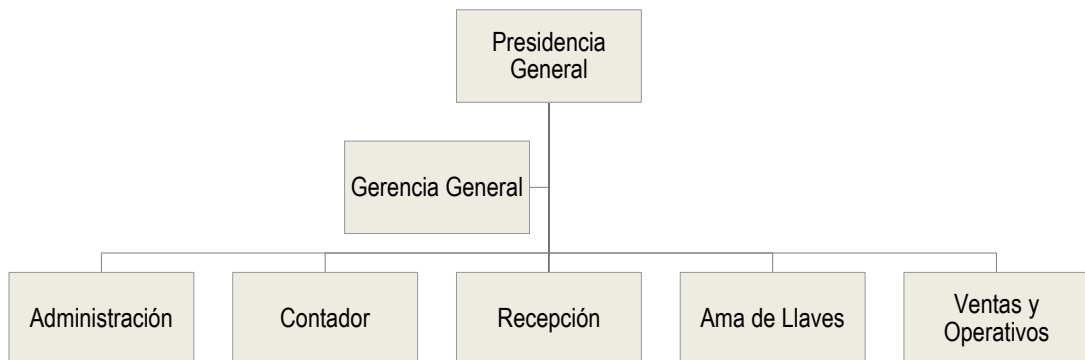 Presidencia
General
Gerencia General
Administración
Contador
Recepción
Ama de Llaves
Ventas y
Operativos